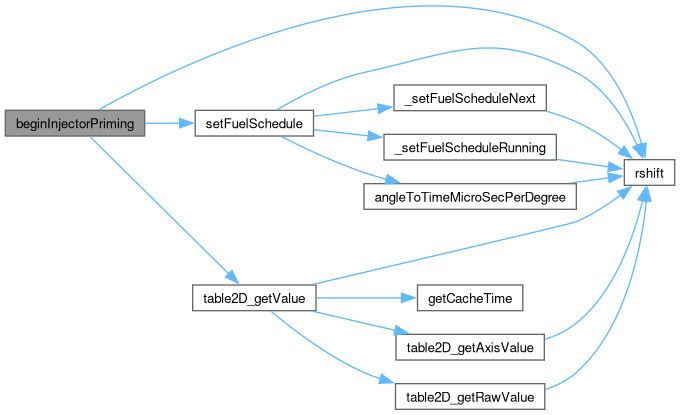 beginInjectorPriming
setFuelSchedule
_setFuelScheduleNext
_setFuelScheduleRunning
angleToTimeMicroSecPerDegree
rshift
table2D_getValue
getCacheTime
table2D_getAxisValue
table2D_getRawValue